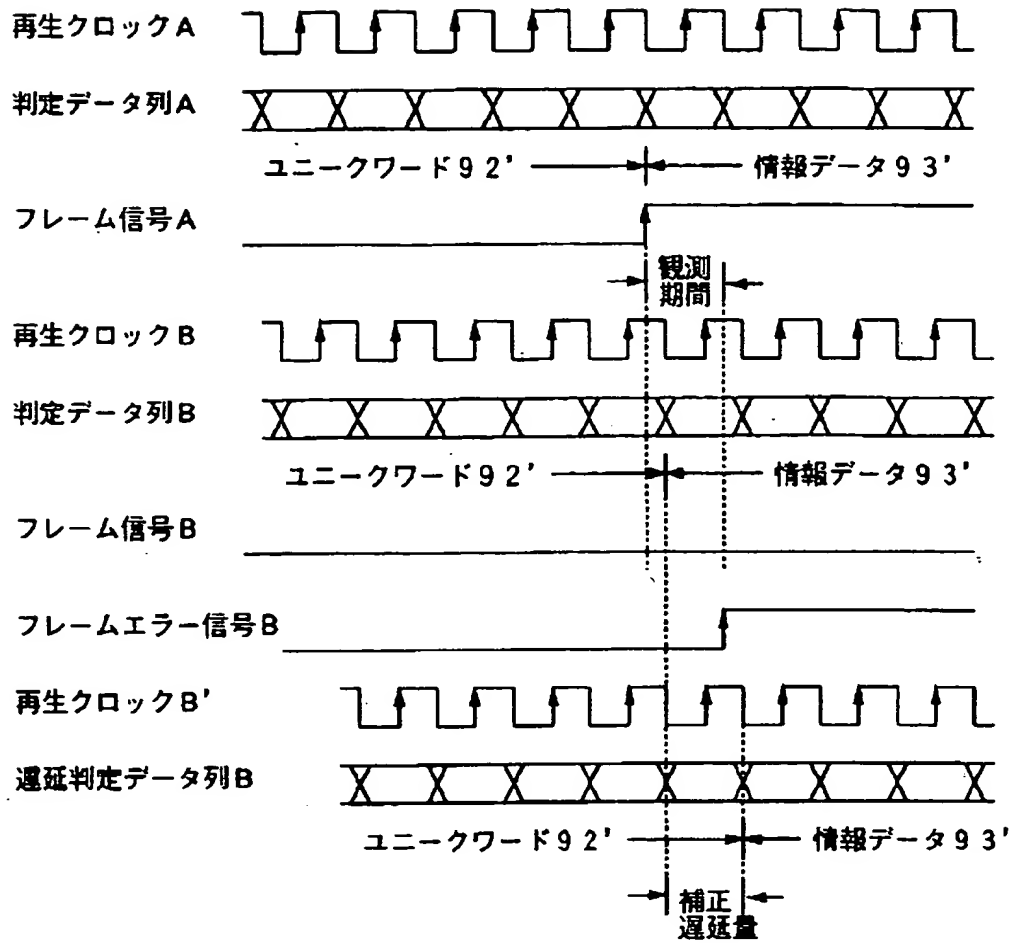 再生クロックA
判定データ列A
ユニークワード92' 情報データ93'
フレーム信号A
観測
期間
再生クロックB
判定データ列B
ユニークワード92' 情報データ93'
フレーム信号B
フレームエラー信号B
再生クロックB'
遅延判定データ列B
ユニークワード92' 情報データ93'
補正
遅延量